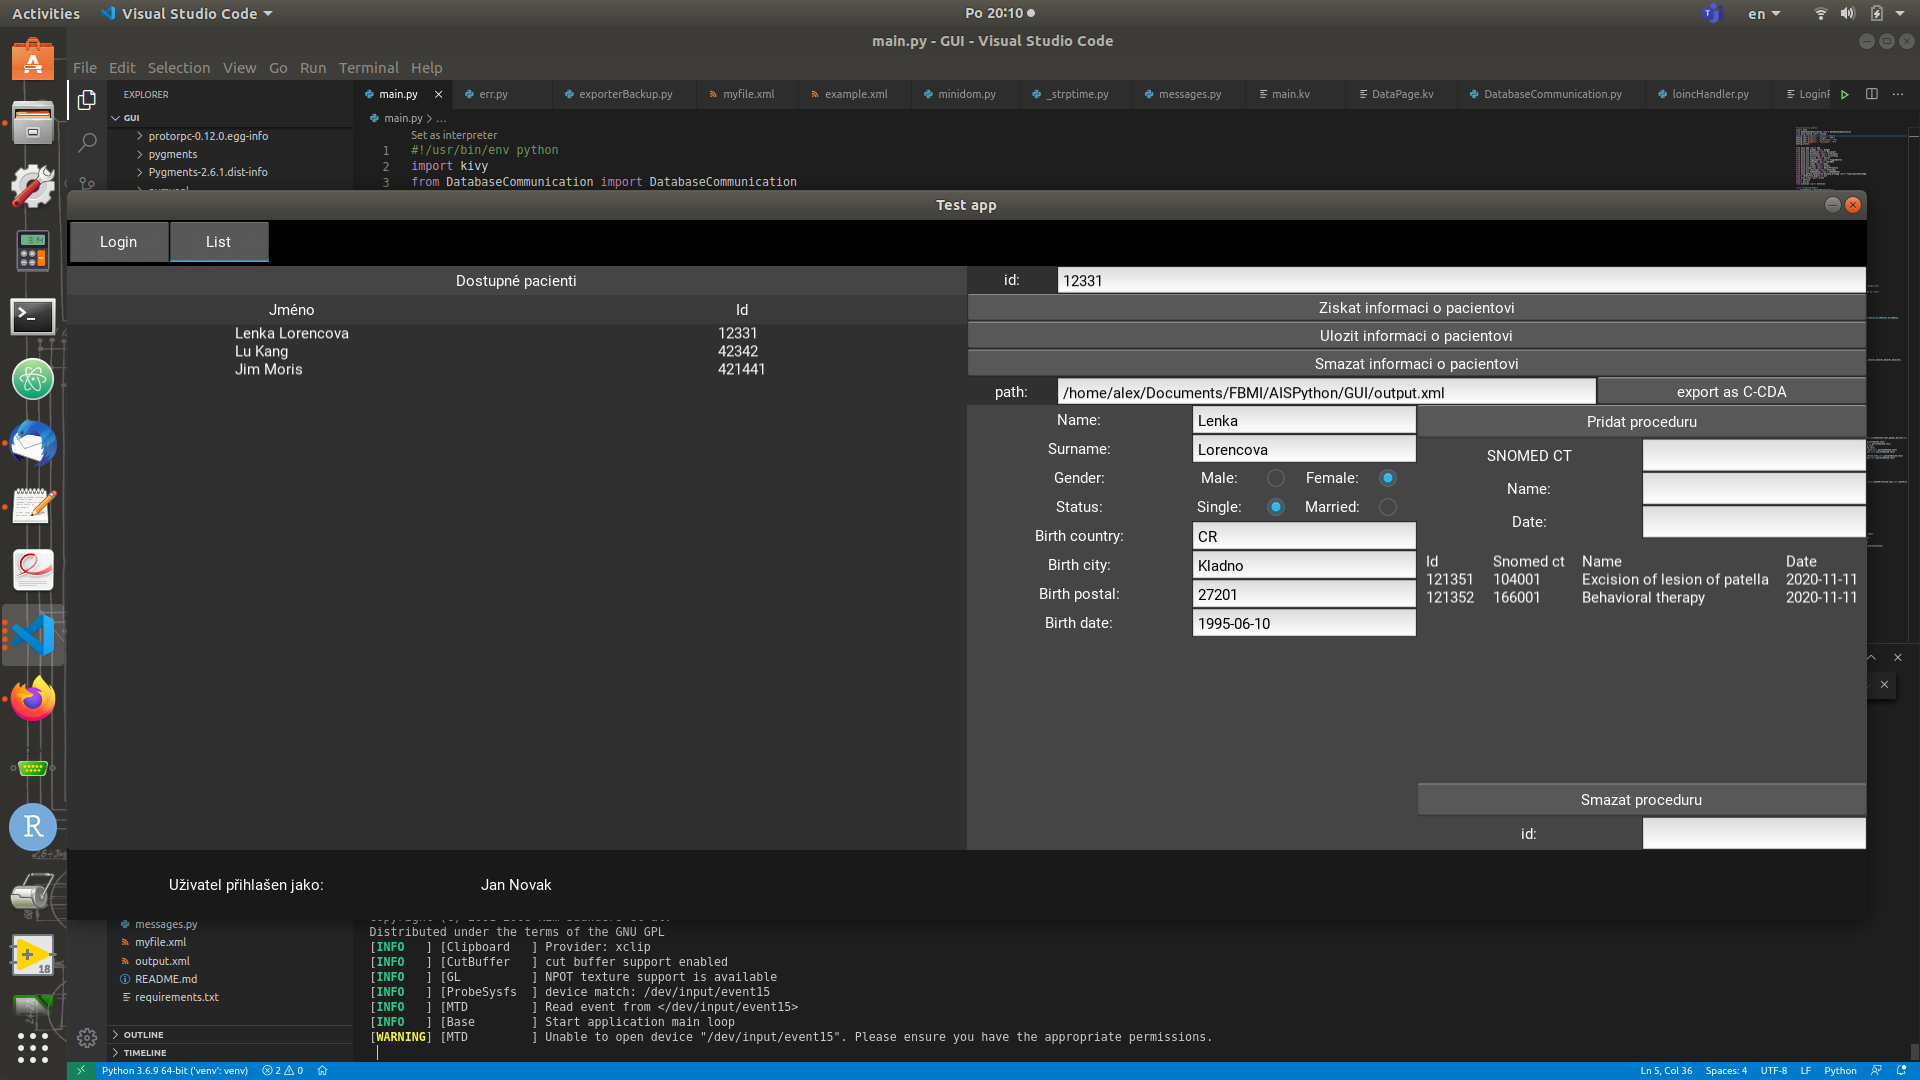 Activities Visual Studio Code Po 20:10 en
main.py - GUI - Visual Studio Code
File Edit Selection View Go Run Terminal Help
EXPLORER main.py err.py exporterBackup.py myfile.xml example.xml minidom.py _strptime.py messages.py main.kv DataPage.kv DatabaseCommunication.py loincHandler.py
GUI main.py > ...
protorpc-0.12.0.egg-info Set as interpreter
pygments 1 #!/usr/bin/env python
Pygments-2.6.1.dist-info 2 import kivy
3 from DatabaseCommunication import DatabaseCommunication
Test app
Login List
Dostupné pacienti id: 12331
Jméno Id Ziskat informaci o pacientovi
Lenka Lorencova 12331 Ulozit informaci o pacientovi
Lu Kang 42342
Jim Moris 421441 Smazat informaci o pacientovi
path: /home/alex/Documents/FBMI/AISPython/GUI/output.xml export as C-CDA
Name: Lenka Pridat proceduru
Surname: Lorencova SNOMED CT
Gender: Male: Female: Name:
Status: Single: Married: Date:
Birth country: CR
Birth city: Kladno Id Snomed ct Name Date
121351 104001 Excision of lesion of patella 2020-11-11
Birth postal: 27201 121352 166001 Behavioral therapy 2020-11-11
Birth date: 1995-06-10
Smazat proceduru
id:
Uživatel přihlašen jako: Jan Novak
messages.py Distributed under the terms of the GNU GPL
myfile.xml [INFO ] [Clipboard ] Provider: xclip
output.xml [INFO ] [CutBuffer ] cut buffer support enabled
README.md [INFO ] [GL ] NPOT texture support is available
requirements.txt [INFO ] [ProbeSysfs ] device match: /dev/input/event15
[INFO ] [MTD ] Read event from </dev/input/event15>
[INFO ] [Base ] Start application main loop
OUTLINE [WARNING] [MTD ] Unable to open device "/dev/input/event15". Please ensure you have the appropriate permissions.
TIMELINE
Python 3.6.9 64-bit ('venv': venv) 2 0 Ln 5, Col 36 Spaces: 4 UTF-8 LF Python